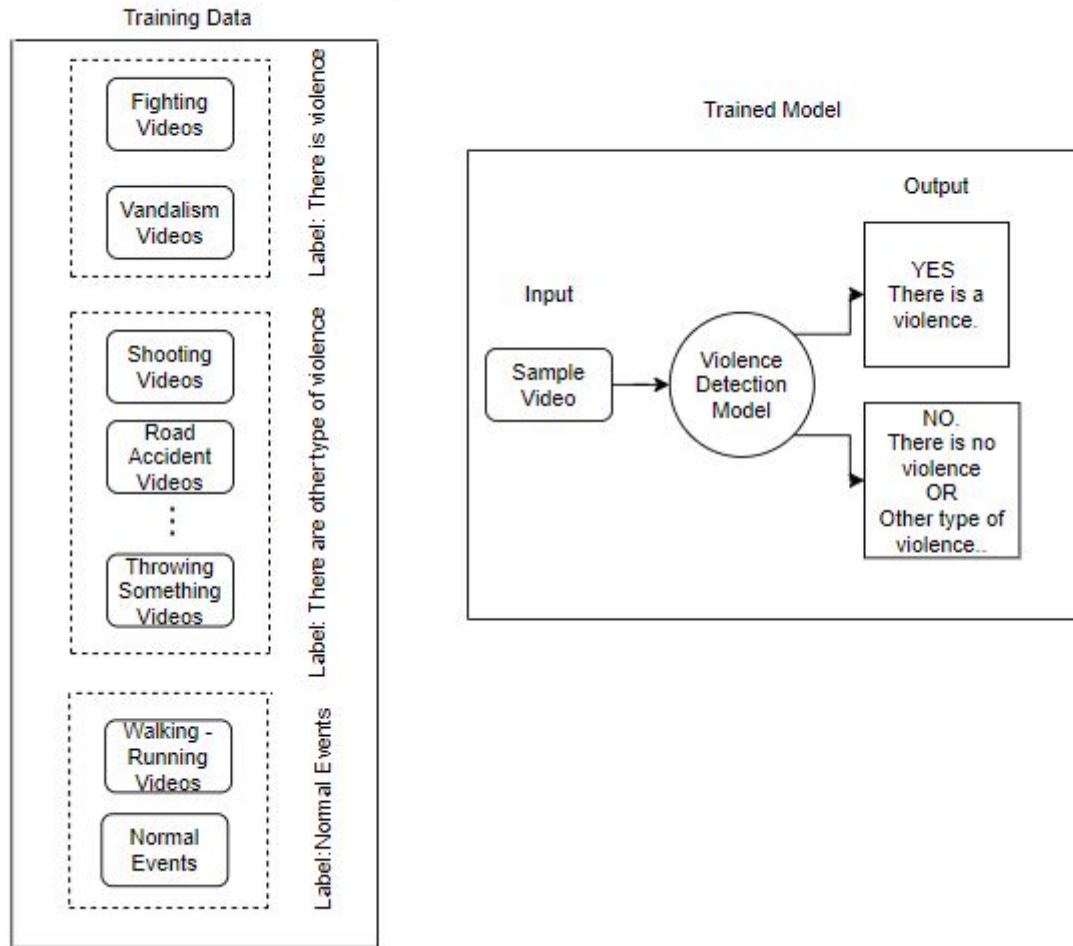 Training Data
Fighting
Videos
Vandalism
Videos
Label: There is violence
Shooting
Videos
Road
Accident
Videos
Throwing
Something
Videos
Label: There are other type of violence
Walking -
Running
Videos
Normal
Events
Label:Normal Events
Trained Model
Input
Sample
Video
Violence
Detection
Model
Output
YES
There is a
violence.
NO.
There is no
violence
OR
Other type of
violence..